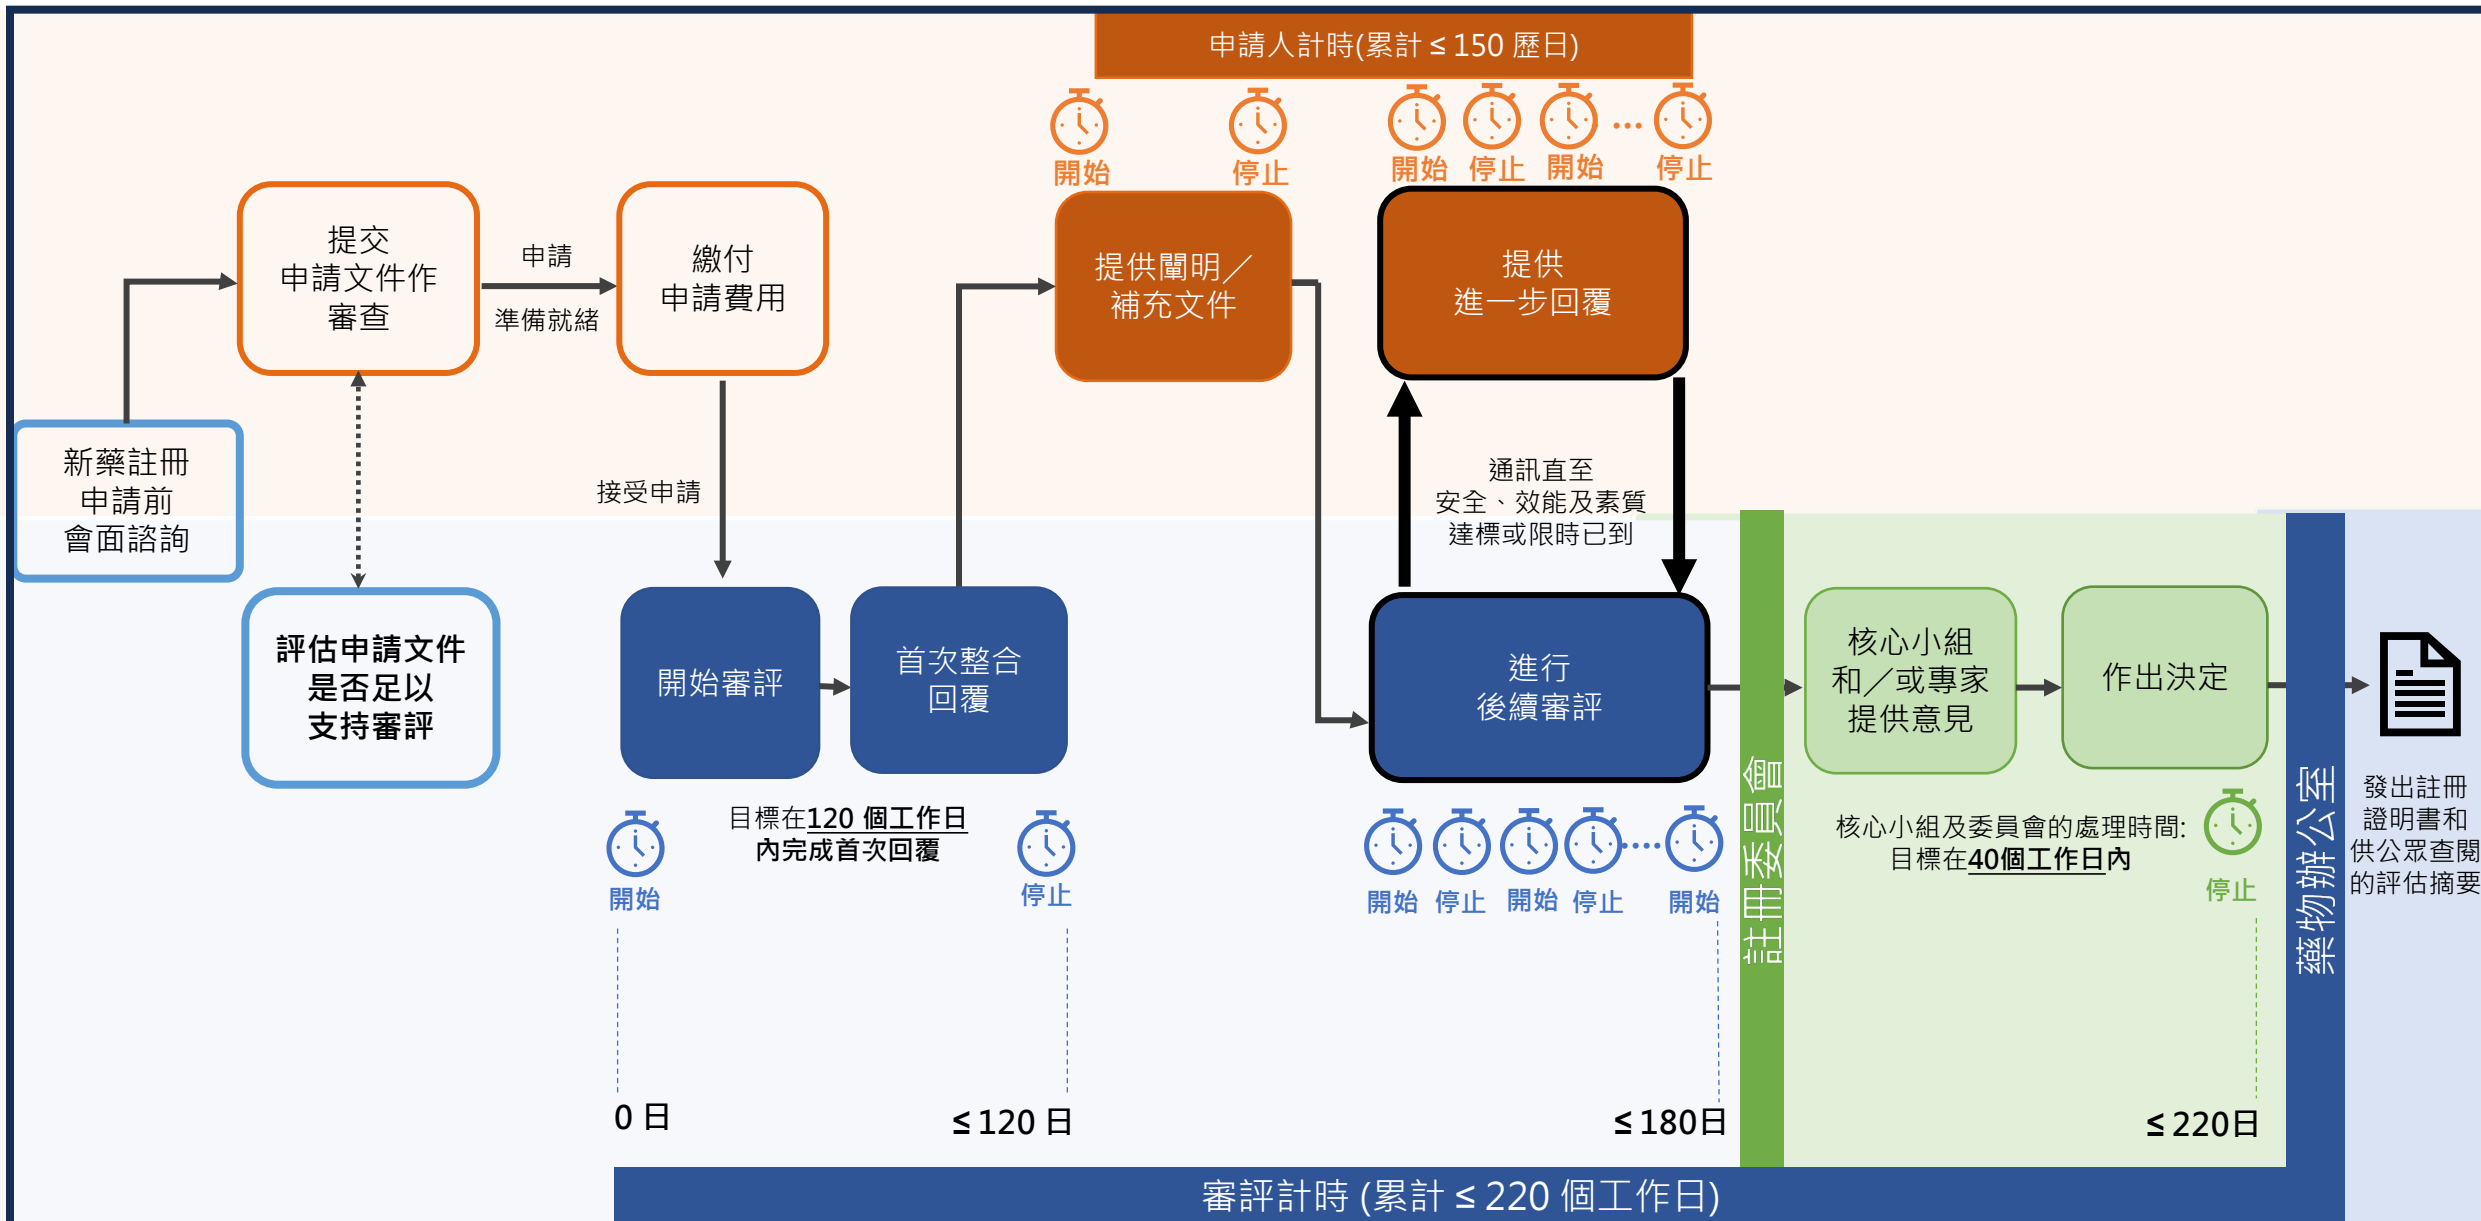 申請人計時(累計 ≤ 150 歷日)
開始
停止
開始
停止
開始
...
停止
提交
申請文件作
審查
申請
準備就緒
繳付
申請費用
提供闡明／
補充文件
提供
進一步回覆
新藥註冊
申請前
會面諮詢
接受申請
通訊直至
安全、效能及素質
達標或限時已到
評估申請文件
是否足以
支持審評
開始審評
首次整合
回覆
進行
後續審評
註冊委員會
核心小組
和／或專家
提供意見
作出決定
藥物辦公室
發出註冊
證明書和
供公眾查閱
的評估摘要
開始
目標在120 個工作日
內完成首次回覆
停止
開始
停止
開始
停止
....
開始
核心小組及委員會的處理時間:
目標在40個工作日內
停止
0 日
≤ 120 日
≤ 180日
≤ 220日
審評計時 (累計 ≤ 220 個工作日)